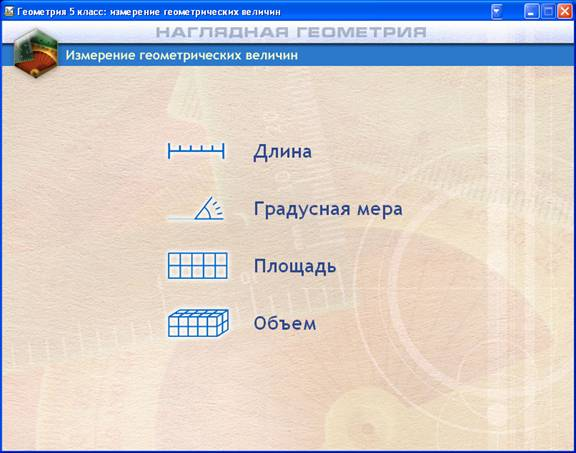 Геометрия 5 класс: измерение геометрических величин
НАГЛЯДНАЯ ГЕОМЕТРИЯ
Измерение геометрических величин
Длина
Градусная мера
Площадь
Объем